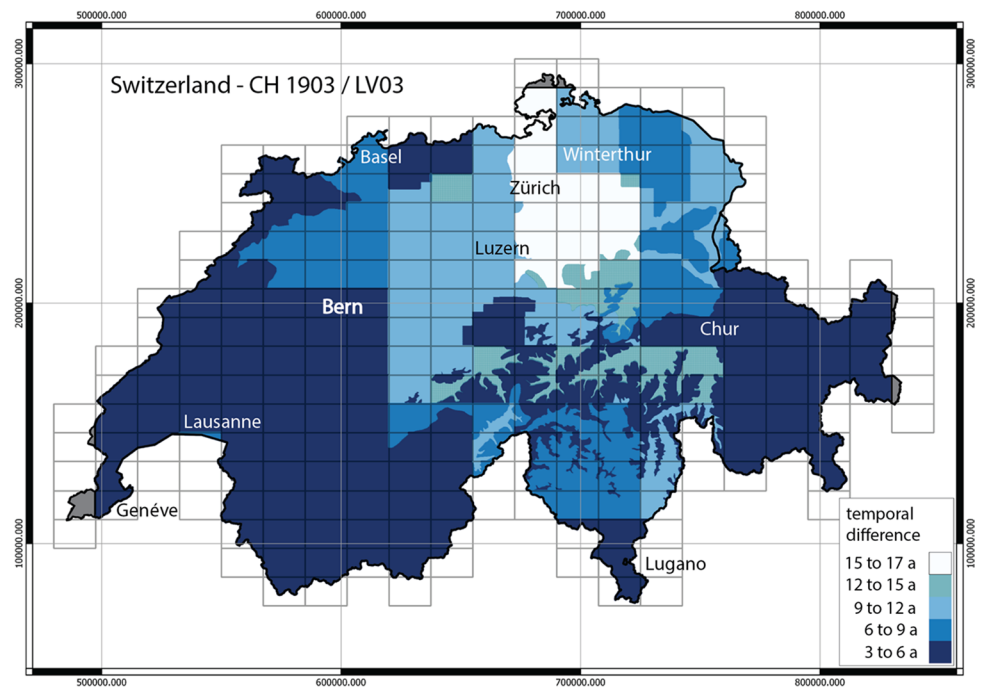 500000.000 600000.000 700000.000 800000.000
300000.000 300000.000
Switzerland - CH 1903 / LV03
Basel
Winterthur
Zürich
Luzern
200000.000 200000.000
Bern
Chur
Lausanne
Genéve
temporal
difference
100000.000 100000.000
Lugano
15 to 17 a
12 to 15 a
9 to 12 a
6 to 9 a
3 to 6 a
500000.000 600000.000 700000.000 800000.000